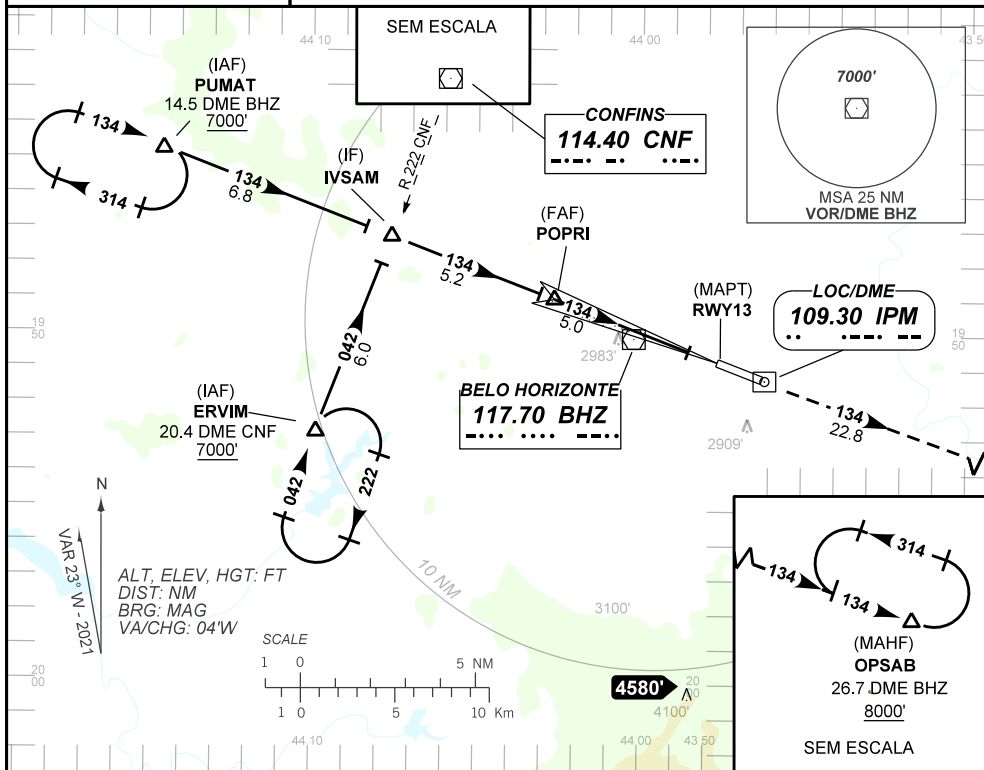 44 10
SEM ESCALA
44 00
43 50
(IAF)
PUMAT
14.5 DME BHZ
7000'
134
314
134
6.8
(IF)
IVSAM
R 222 CNF
CONFINS
114.40 CNF
7000'
MSA 25 NM
VOR/DME BHZ
(FAF)
POPRI
134
5.2
134
5.0
(MAPT)
RWY13
LOC/DME
109.30 IPM
19
50
19
50
2983'
042
6.0
BELO HORIZONTE
117.70 BHZ
(IAF)
ERVIM
20.4 DME CNF
7000'
134
22.8
2909'
042
222
N
VAR 23° W - 2021
ALT, ELEV, HGT: FT
DIST: NM
BRG: MAG
VA/CHG: 04'W
10 NM
3100'
SCALE
1 0 5 NM
1 0 5 10 Km
20
00
4580'
20
00
4100'
134
314
134
(MAHF)
OPSAB
26.7 DME BHZ
8000'
SEM ESCALA
44 10
44 00
43 50